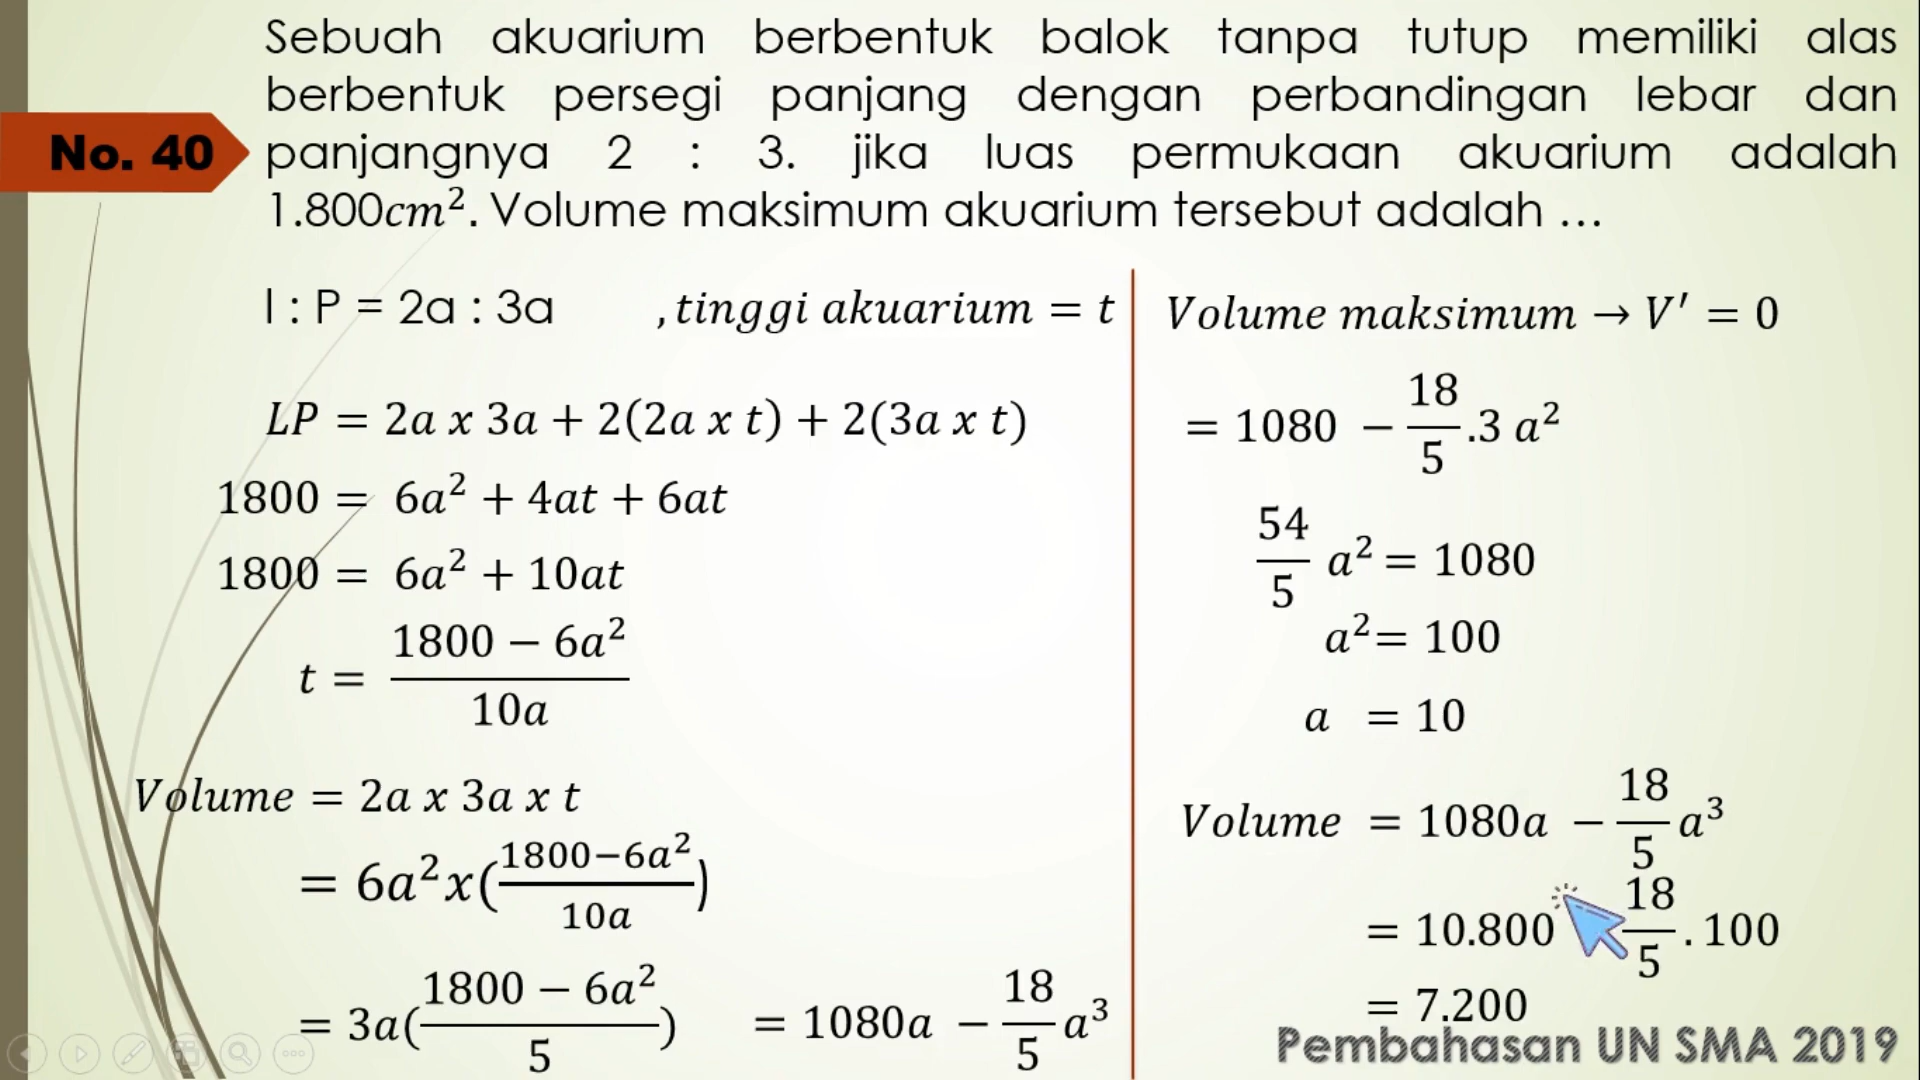 Sebuah akuarium berbentuk balok tanpa tutup memiliki alas
berbentuk persegi panjang dengan perbandingan lebar dan
No. 40
panjangnya 2 : 3. jika luas permukaan akuarium adalah
1.800cm². Volume maksimum akuarium tersebut adalah ...
l : P = 2a : 3a , tinggi akuarium = t
LP = 2a x 3a + 2(2a x t) + 2(3a x t)
1800 = 6a² + 4at + 6at
1800 = 6a² + 10at
t = (1800 − 6a²)/(10a)
Volume = 2a x 3a x t
= 6a²x((1800−6a²)/(10a))
= 3a((1800 − 6a²)/5) = 1080a − 18/5 a³
Volume maksimum → V′ = 0
= 1080 − 18/5 .3 a²
54/5 a² = 1080
a² = 100
a = 10
Volume = 1080a − 18/5 a³
= 10.800 18/5 . 100
= 7.200
Pembahasan UN SMA 2019